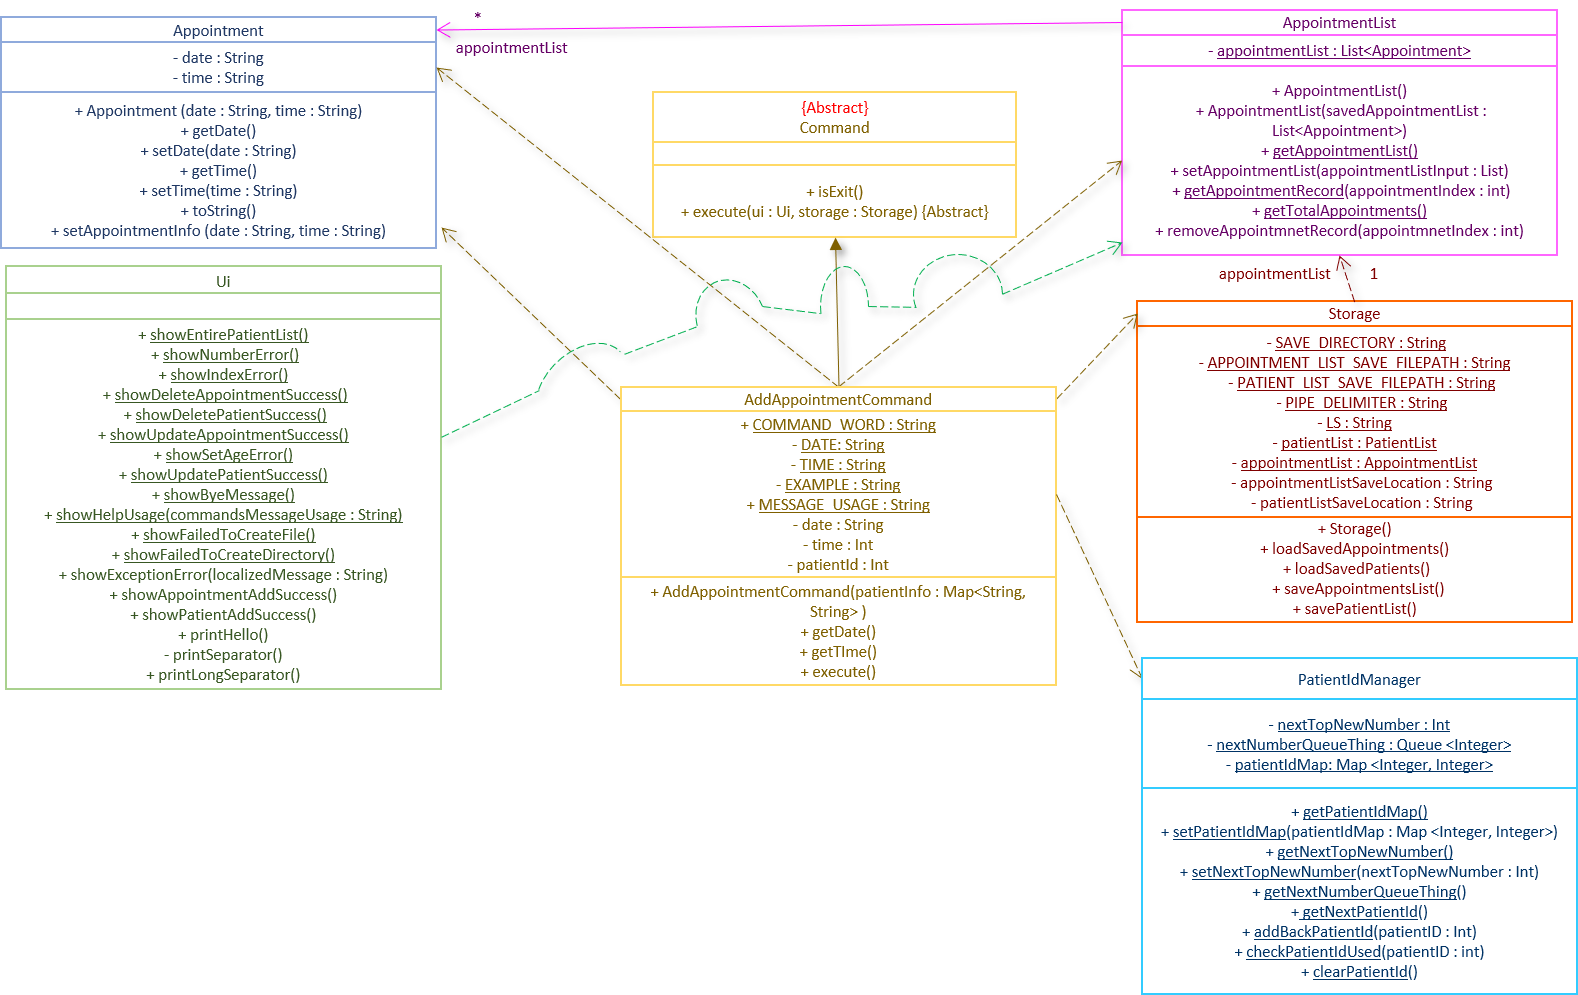 Appointment
- date : String
- time : String
+ Appointment (date : String, time : String)
+ getDate()
+ setDate(date : String)
+ getTime()
+ setTime(time : String)
+ toString()
+ setAppointmentInfo (date : String, time : String)
*
appointmentList
AppointmentList
- appointmentList : List<Appointment>
+ AppointmentList()
+ AppointmentList(savedAppointmentList :
List<Appointment>)
+ getAppointmentList()
+ setAppointmentList(appointmentListInput : List)
+ getAppointmentRecord(appointmentIndex : int)
+ getTotalAppointments()
+ removeAppointmnetRecord(appointmnetIndex : int)
{Abstract}
Command
+ isExit()
+ execute(ui : Ui, storage : Storage) {Abstract}
Ui
+ showEntirePatientList()
+ showNumberError()
+ showIndexError()
+ showDeleteAppointmentSuccess()
+ showDeletePatientSuccess()
+ showUpdateAppointmentSuccess()
+ showSetAgeError()
+ showUpdatePatientSuccess()
+ showByeMessage()
+ showHelpUsage(commandsMessageUsage : String)
+ showFailedToCreateFile()
+ showFailedToCreateDirectory()
+ showExceptionError(localizedMessage : String)
+ showAppointmentAddSuccess()
+ showPatientAddSuccess()
+ printHello()
- printSeparator()
+ printLongSeparator()
AddAppointmentCommand
+ COMMAND_WORD : String
- DATE: String
- TIME : String
- EXAMPLE : String
+ MESSAGE_USAGE : String
- date : String
- time : Int
- patientId : Int
+ AddAppointmentCommand(patientInfo : Map<String,
String> )
+ getDate()
+ getTIme()
+ execute()
appointmentList
1
Storage
- SAVE_DIRECTORY : String
- APPOINTMENT_LIST_SAVE_FILEPATH : String
- PATIENT_LIST_SAVE_FILEPATH : String
- PIPE_DELIMITER : String
- LS : String
- patientList : PatientList
- appointmentList : AppointmentList
- appointmentListSaveLocation : String
- patientListSaveLocation : String
+ Storage()
+ loadSavedAppointments()
+ loadSavedPatients()
+ saveAppointmentsList()
+ savePatientList()
PatientIdManager
- nextTopNewNumber : Int
- nextNumberQueueThing : Queue <Integer>
- patientIdMap: Map <Integer, Integer>
+ getPatientIdMap()
+ setPatientIdMap(patientIdMap : Map <Integer, Integer>)
+ getNextTopNewNumber()
+ setNextTopNewNumber(nextTopNewNumber : Int)
+ getNextNumberQueueThing()
+ getNextPatientId()
+ addBackPatientId(patientID : Int)
+ checkPatientIdUsed(patientID : int)
+ clearPatientId()